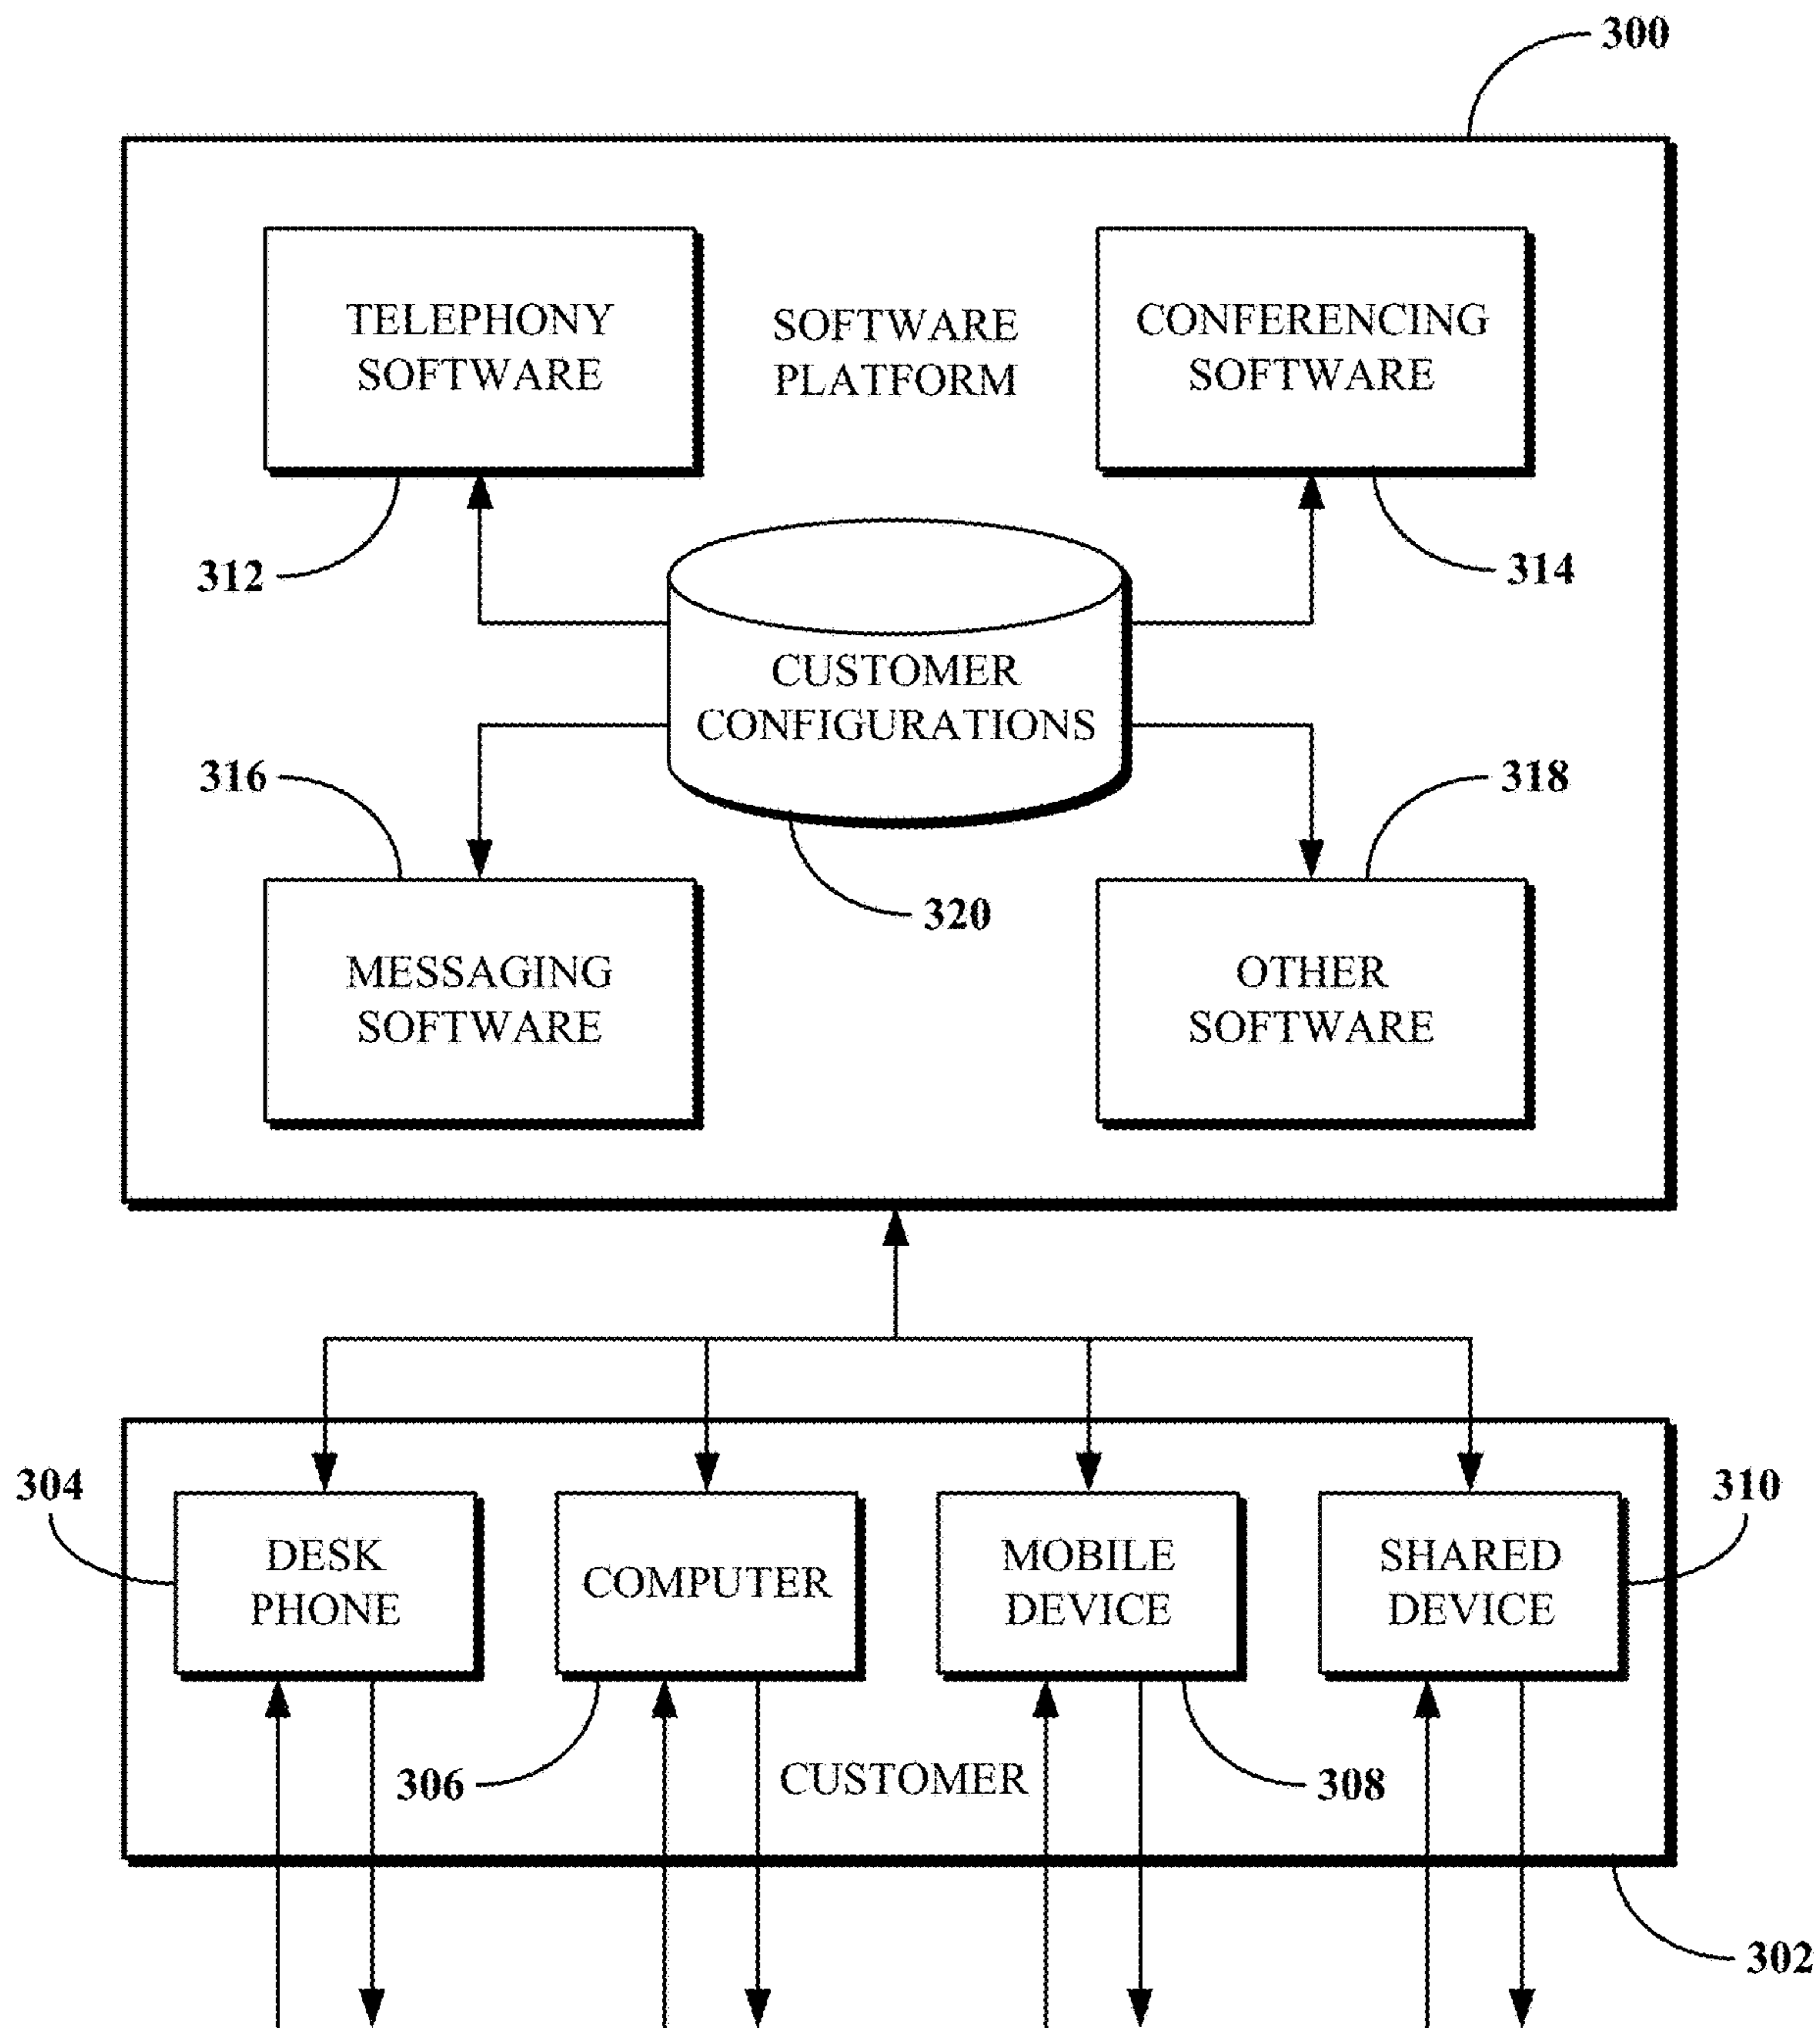 300
TELEPHONY
SOFTWARE
SOFTWARE
PLATFORM
CONFERENCING
SOFTWARE
312
314
CUSTOMER
CONFIGURATIONS
316
318
320
MESSAGING
SOFTWARE
OTHER
SOFTWARE
304
310
DESK
PHONE
COMPUTER
MOBILE
DEVICE
SHARED
DEVICE
306
CUSTOMER
308
302